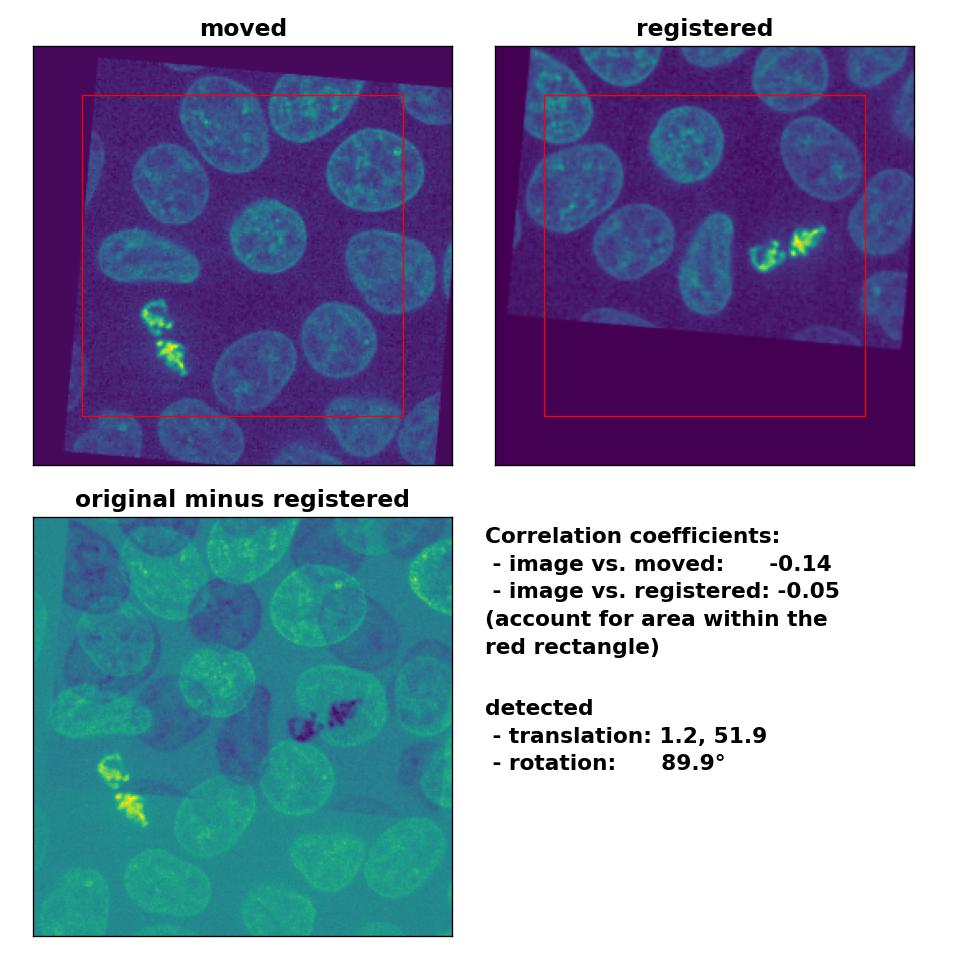 moved
registered
original minus registered
Correlation coefficients:
- image vs. moved: -0.14
- image vs. registered: -0.05
(account for area within the
red rectangle)
detected
- translation: 1.2, 51.9
- rotation: 89.9°